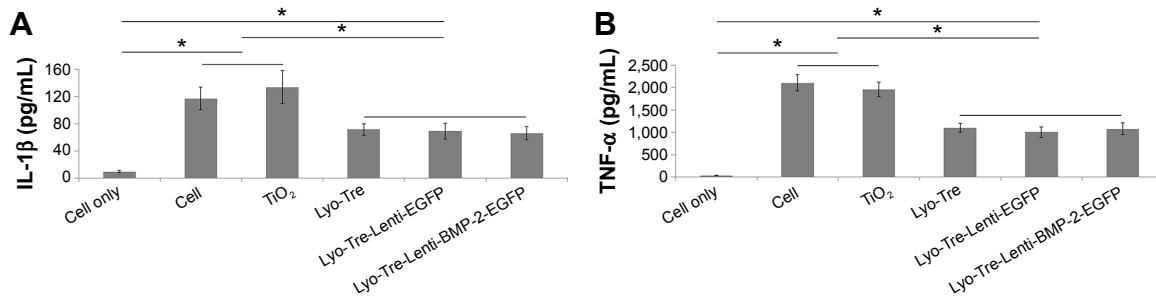 A
*
*
*
IL-1β (pg/mL)
160
120
80
40
0
Cell only
Cell
TiO₂
Lyo-Tre
Lyo-Tre-Lenti-EGFP
Lyo-Tre-Lenti-BMP-2-EGFP
B
*
*
*
TNF-α (pg/mL)
2,500
2,000
1,500
1,000
500
0
Cell only
Cell
TiO₂
Lyo-Tre
Lyo-Tre-Lenti-EGFP
Lyo-Tre-Lenti-BMP-2-EGFP